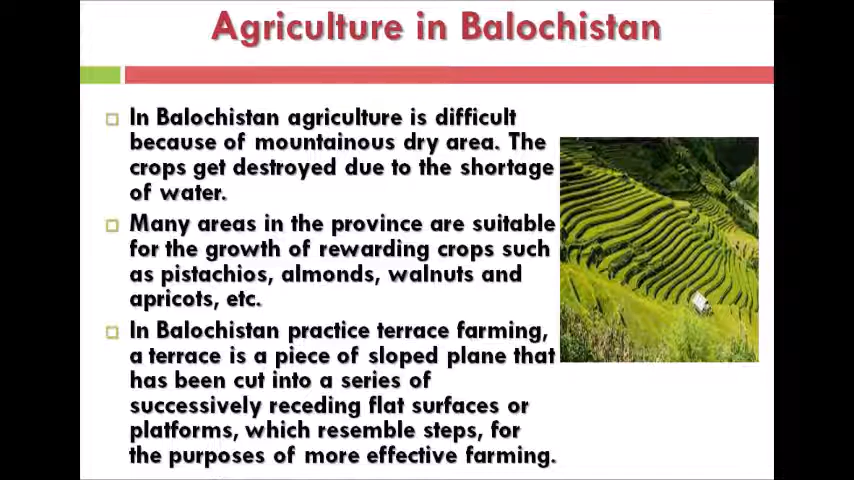 Agriculture in Balochistan
In Balochistan agriculture is difficult
because of mountainous dry area. The
crops get destroyed due to the shortage
of water.
Many areas in the province are suitable
for the growth of rewarding crops such
as pistachios, almonds, walnuts and
apricots, etc.
In Balochistan practice terrace farming,
a terrace is a piece of sloped plane that
has been cut into a series of
successively receding flat surfaces or
platforms, which resemble steps, for
the purposes of more effective farming.